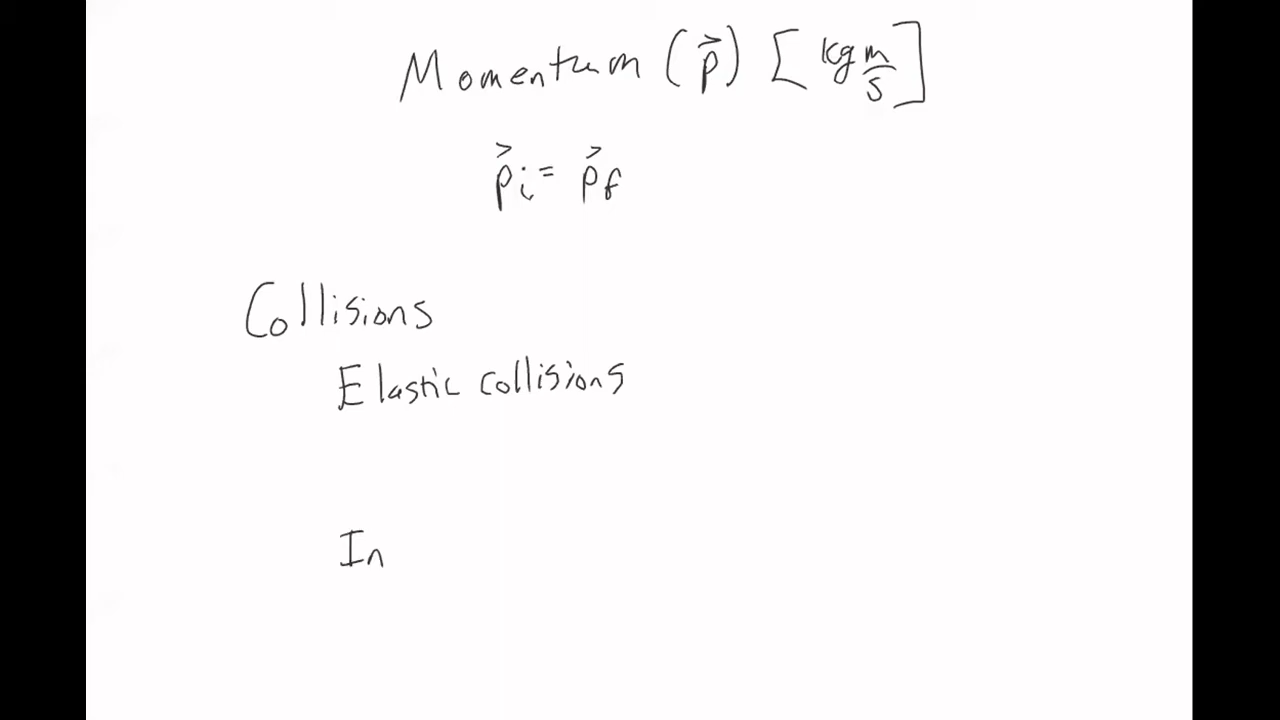 Momentum (p⃗) [kg m/s]
p⃗i = p⃗f
Collisions
Elastic collisions
In